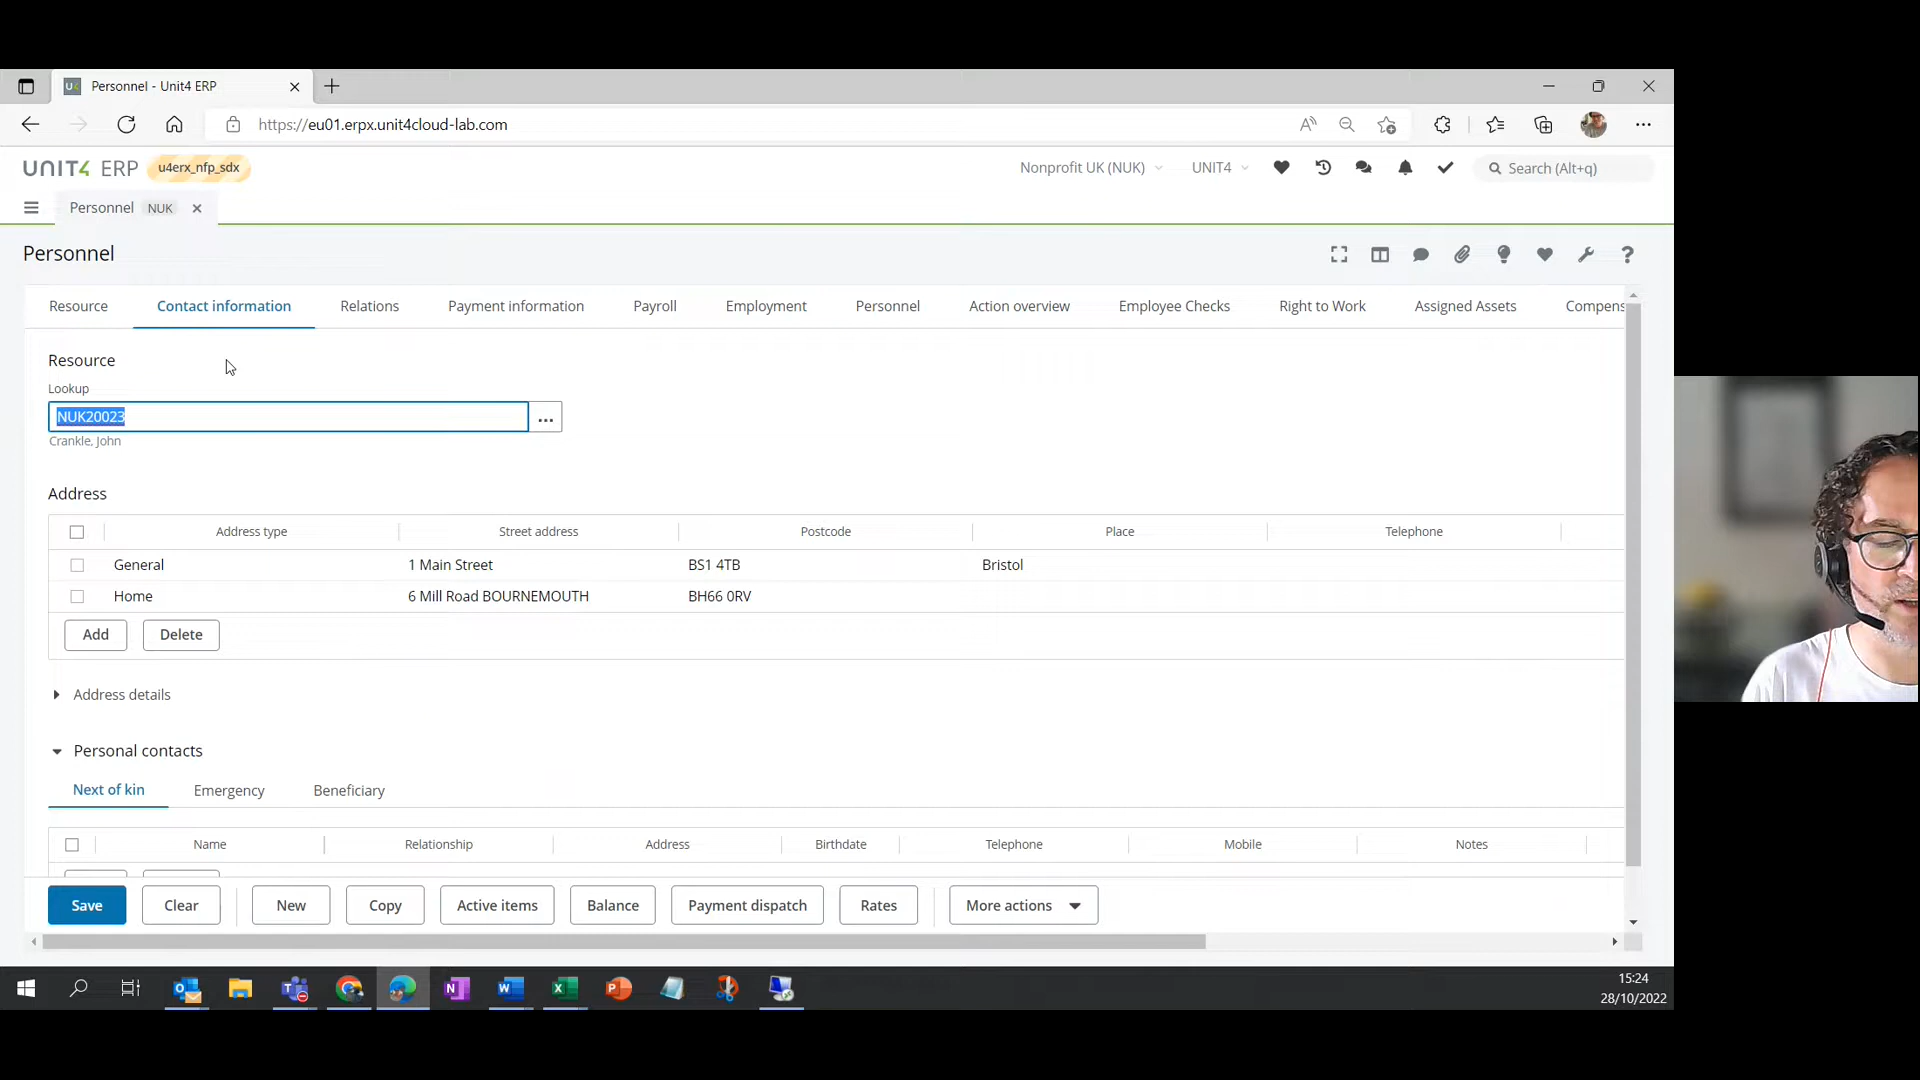 Personnel - Unit4 ERP
https://eu01.erpx.unit4cloud-lab.com
UNIT4 ERP u4erx_nfp_sdx Nonprofit UK (NUK) UNIT4 Search (Alt+q)
Personnel NUK
Personnel
Resource Contact information Relations Payment information Payroll Employment Personnel Action overview Employee Checks Right to Work Assigned Assets Compens
Resource
Lookup
NUK20023 ...
Crankle, John
Address
Address type Street address Postcode Place Telephone
General 1 Main Street BS1 4TB Bristol
Home 6 Mill Road BOURNEMOUTH BH66 0RV
Add Delete
Address details
Personal contacts
Next of kin Emergency Beneficiary
Name Relationship Address Birthdate Telephone Mobile Notes
Save Clear New Copy Active items Balance Payment dispatch Rates More actions
15:24
28/10/2022